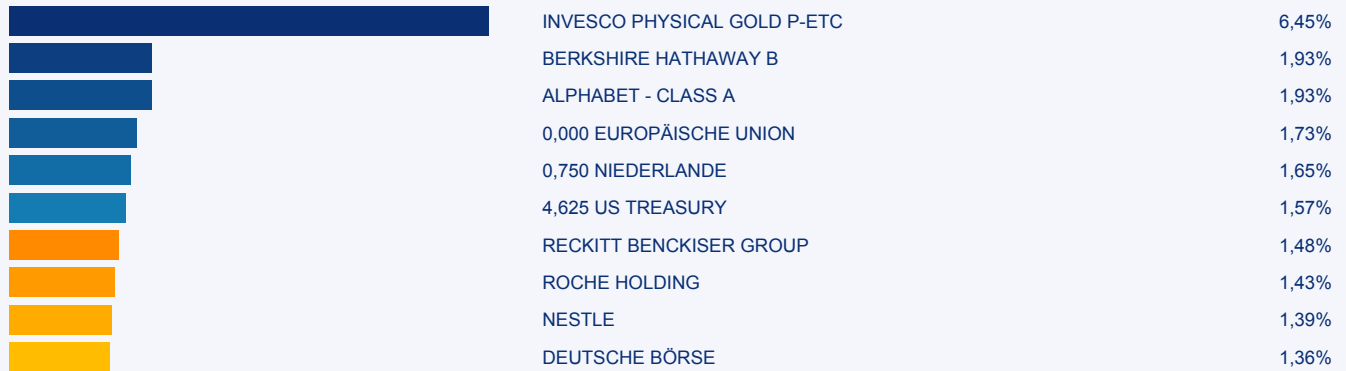 INVESCO PHYSICAL GOLD P-ETC 6,45%
BERKSHIRE HATHAWAY B 1,93%
ALPHABET - CLASS A 1,93%
0,000 EUROPÄISCHE UNION 1,73%
0,750 NIEDERLANDE 1,65%
4,625 US TREASURY 1,57%
RECKITT BENCKISER GROUP 1,48%
ROCHE HOLDING 1,43%
NESTLE 1,39%
DEUTSCHE BÖRSE 1,36%